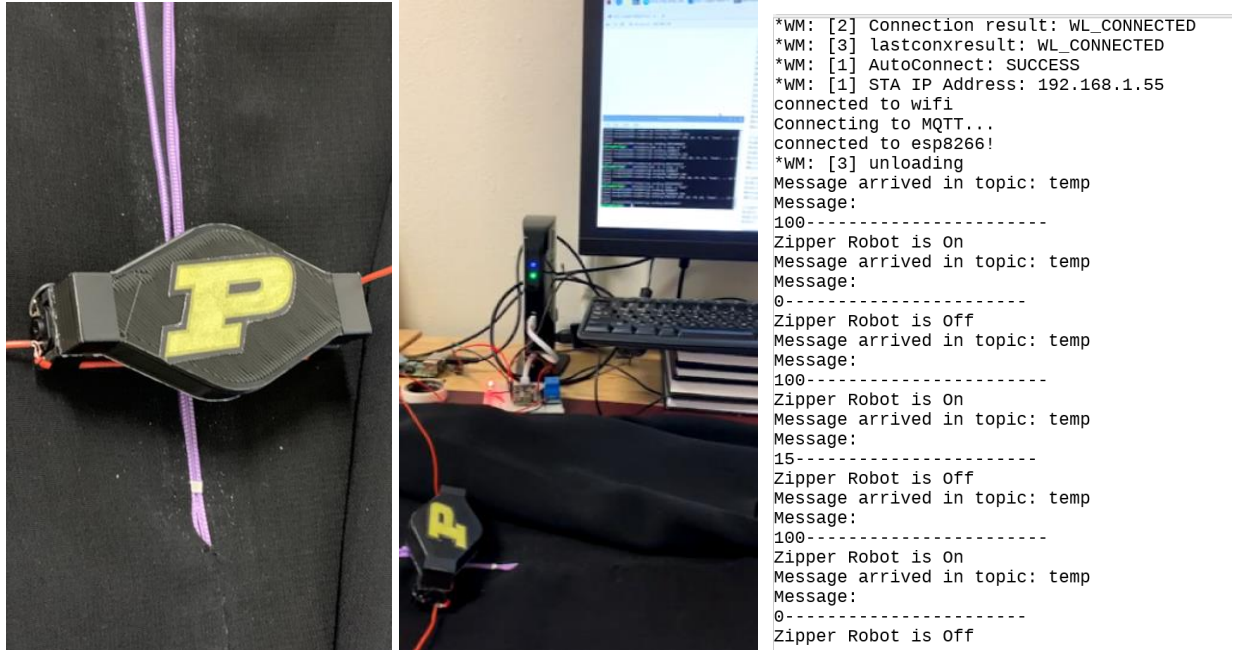 P
P
*WM: [2] Connection result: WL_CONNECTED
*WM: [3] lastconxresult: WL_CONNECTED
*WM: [1] AutoConnect: SUCCESS
*WM: [1] STA IP Address: 192.168.1.55
connected to wifi
Connecting to MQTT...
connected to esp8266!
*WM: [3] unloading
Message arrived in topic: temp
Message:
100-----------------------
Zipper Robot is On
Message arrived in topic: temp
Message:
0-----------------------
Zipper Robot is Off
Message arrived in topic: temp
Message:
100-----------------------
Zipper Robot is On
Message arrived in topic: temp
Message:
15-----------------------
Zipper Robot is Off
Message arrived in topic: temp
Message:
100-----------------------
Zipper Robot is On
Message arrived in topic: temp
Message:
0-----------------------
Zipper Robot is Off